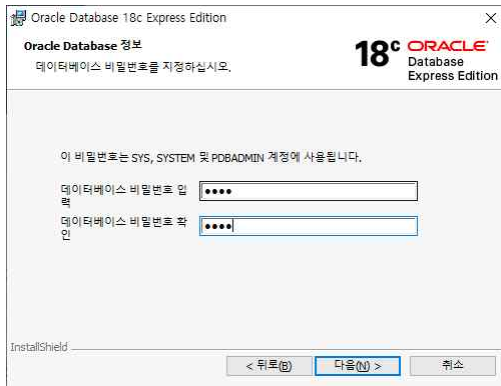 Oracle Database 18c Express Edition
Oracle Database 정보
데이터베이스 비밀번호를 지정하십시오.
18c ORACLE
Database
Express Edition
이 비밀번호는 SYS, SYSTEM 및 PDBADMIN 계정에 사용됩니다.
데이터베이스 비밀번호 입
력
데이터베이스 비밀번호 확
인
InstallShield
< 뒤로(B)
다음(N) >
취소